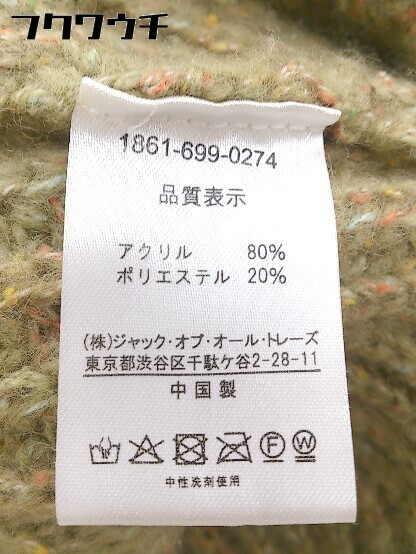 フクワウチ
1861-699-0274
品質表示
アクリル 80%
ポリエステル 20%
(株)ジャック・オブ・オール・トレーズ
東京都渋谷区千駄ケ谷2-28-11
中国製
F W
中性洗剤使用